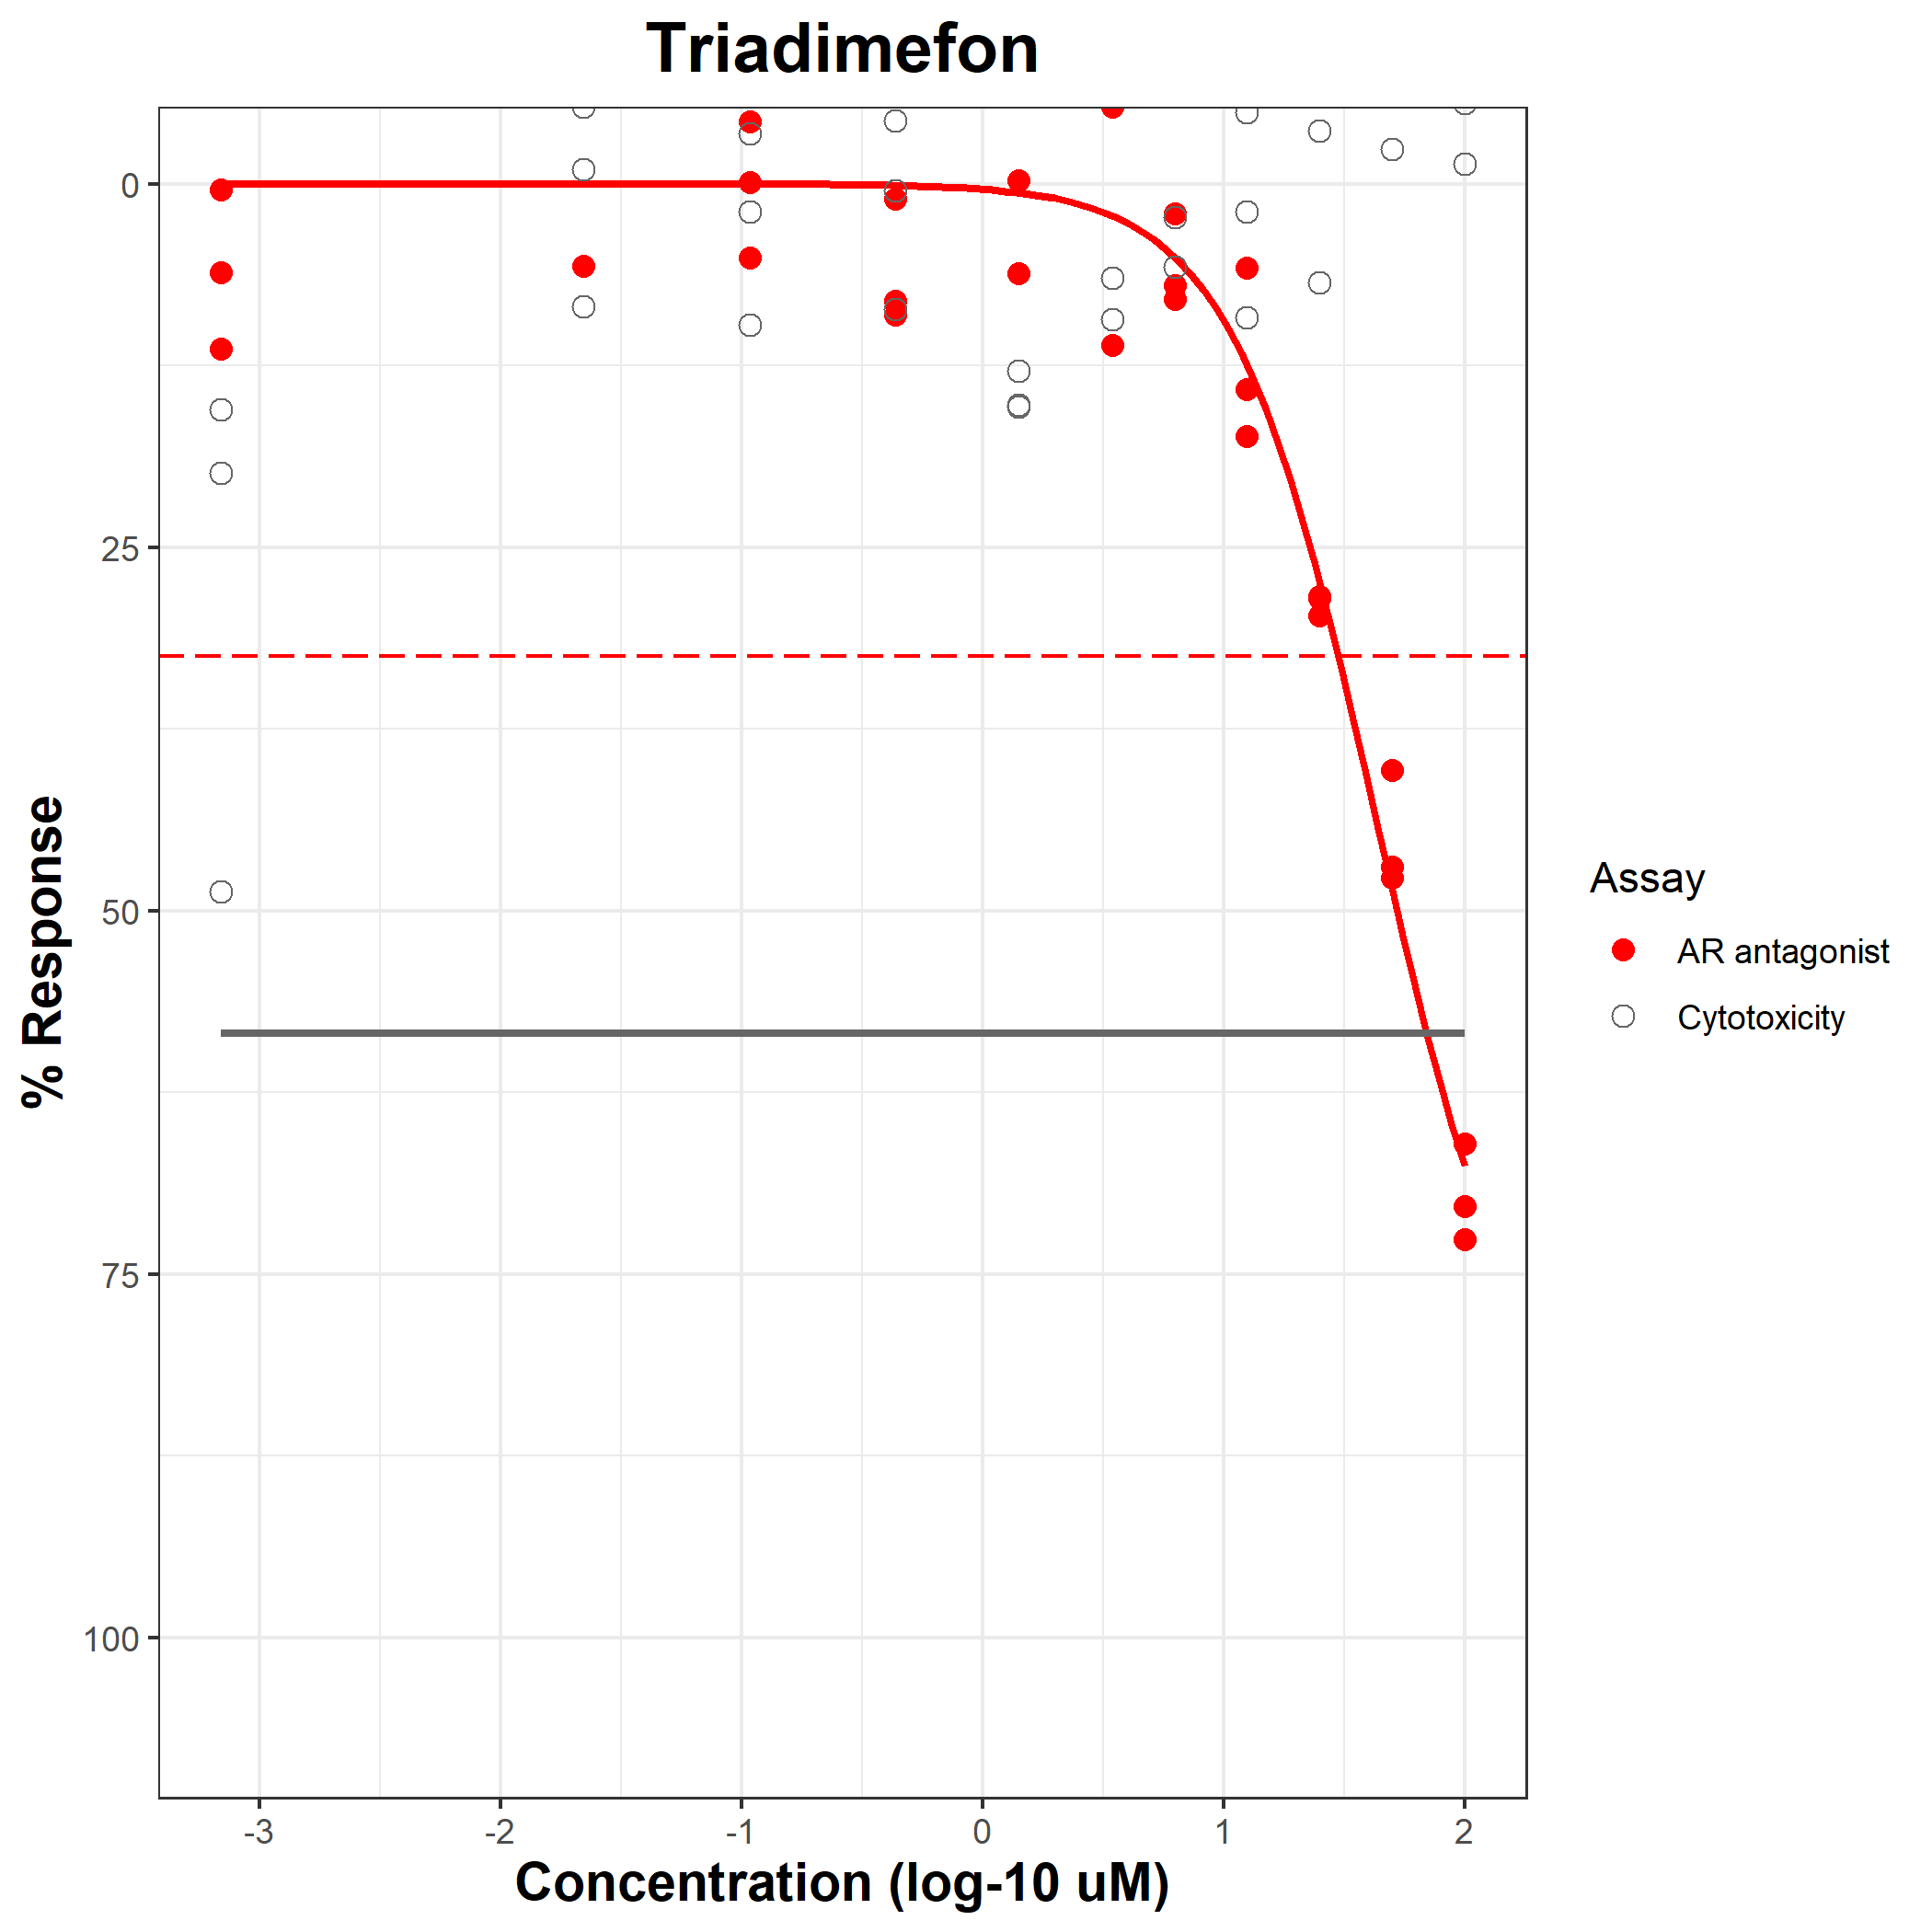 Triadimefon
% Response
0
25
50
75
100
-3
-2
-1
0
1
2
Concentration (log-10 uM)
Assay
AR antagonist
Cytotoxicity